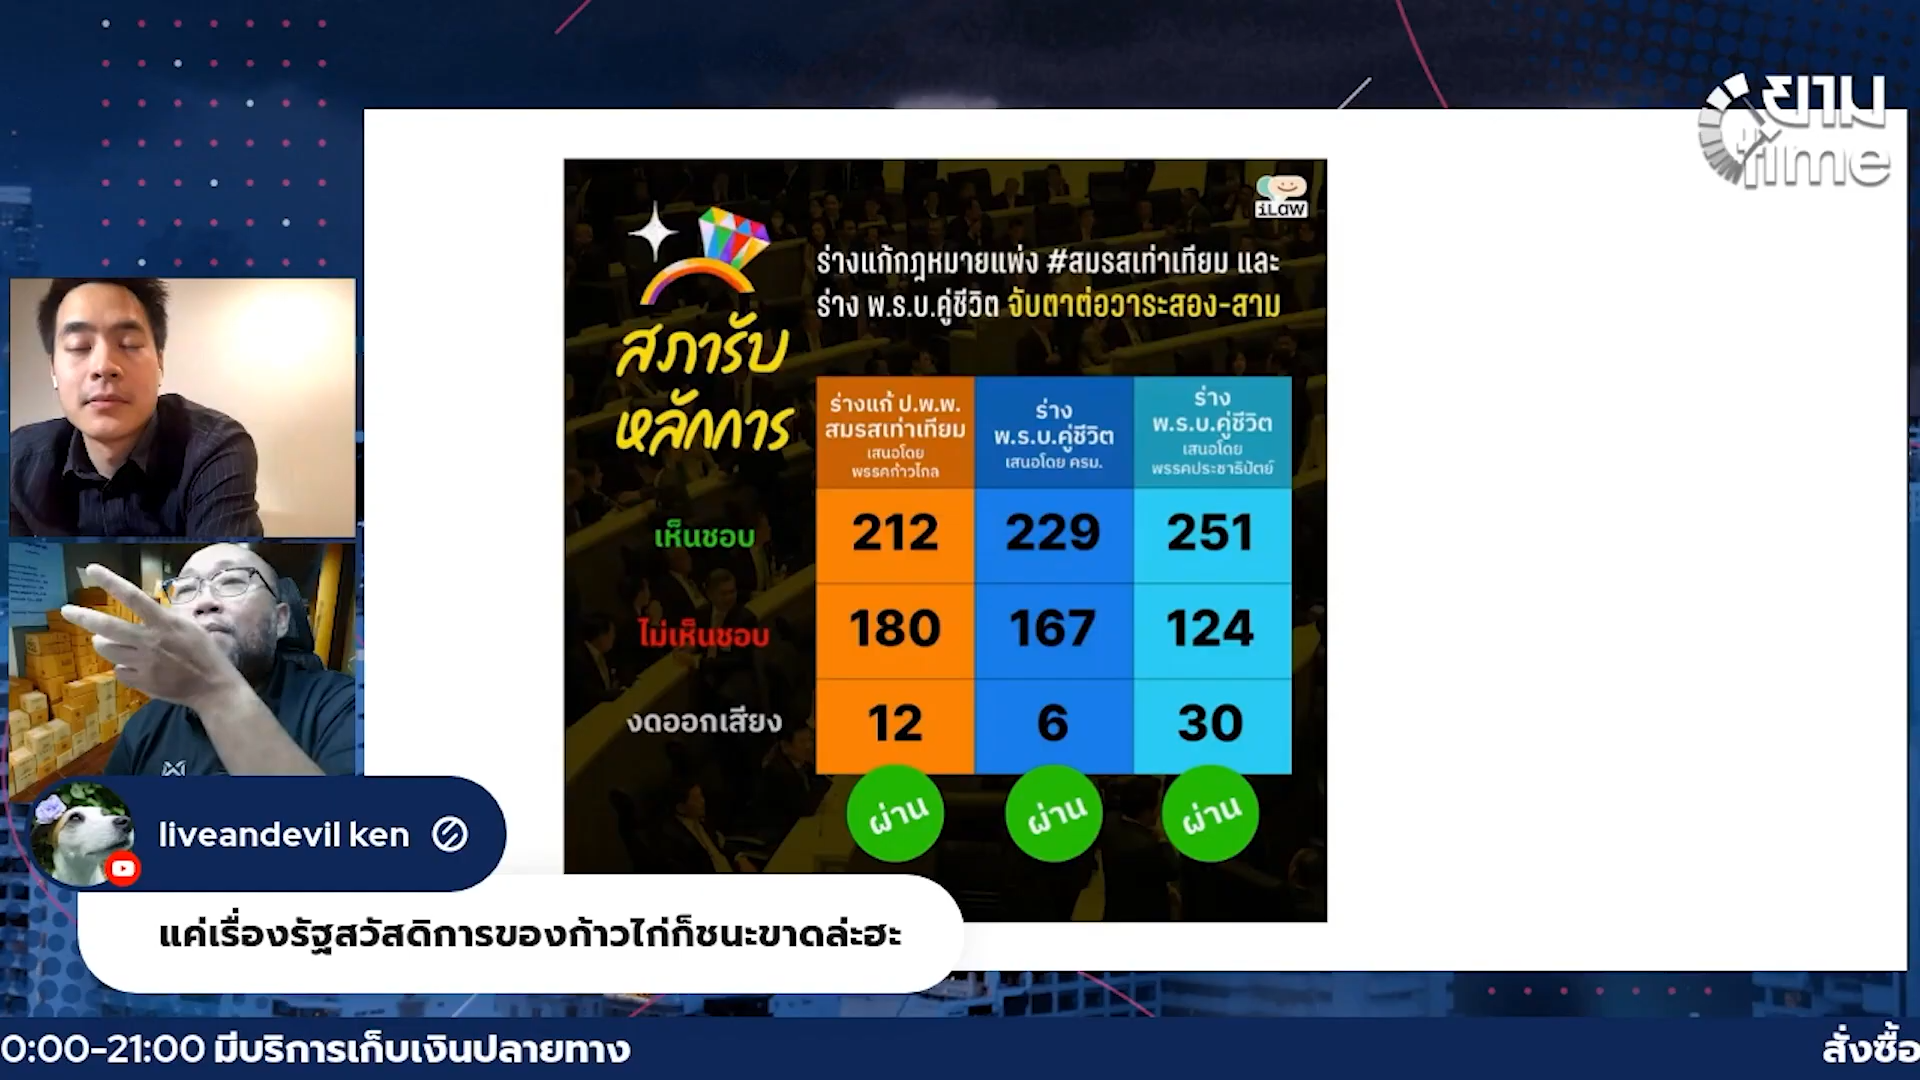 ยาม
Time
iLaw
ร่างแก้กฎหมายแพ่ง #สมรสเท่าเทียม และ
ร่าง พ.ร.บ.คู่ชีวิต จับตาต่อวาระสอง-สาม
สภารับ
หลักการ
ร่างแก้ ป.พ.พ.
สมรสเท่าเทียม
เสนอโดย
พรรคก้าวไกล
ร่าง
พ.ร.บ.คู่ชีวิต
เสนอโดย ครม.
ร่าง
พ.ร.บ.คู่ชีวิต
เสนอโดย
พรรคประชาธิปัตย์
เห็นชอบ 212 229 251
ไม่เห็นชอบ 180 167 124
งดออกเสียง 12 6 30
ผ่าน ผ่าน ผ่าน
liveandevil ken
แค่เรื่องรัฐสวัสดิการของก้าวไก่ก็ชนะขาดล่ะฮะ
0:00-21:00 มีบริการเก็บเงินปลายทาง
สั่งซื้อ